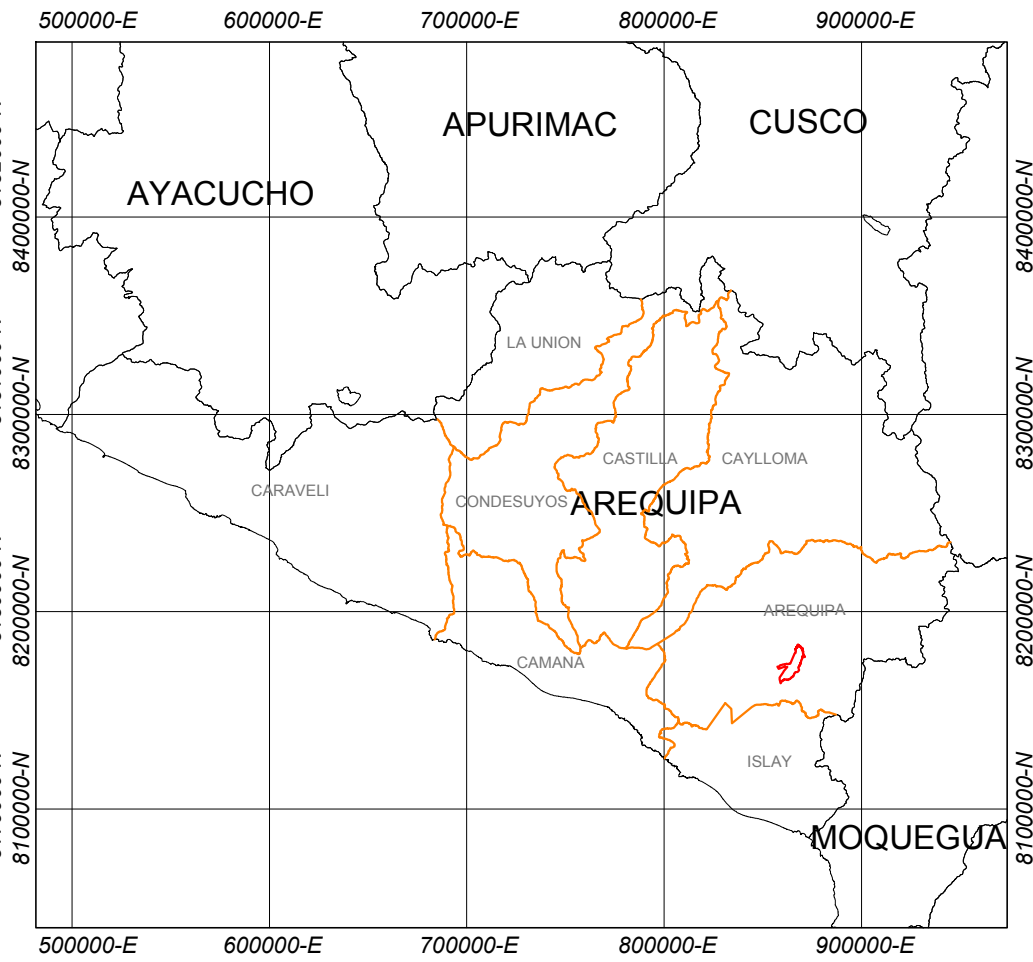 500000-E 600000-E 700000-E 800000-E 900000-E
APURIMAC
CUSCO
AYACUCHO
8400000-N 8400000-N
LA UNION
8300000-N 8300000-N
CASTILLA CAYLLOMA
CARAVELI
CONDESUYOS
AREQUIPA
AREQUIPA
8200000-N 8200000-N
CAMANA
ISLAY
8100000-N 8100000-N
MOQUEGUA
500000-E 600000-E 700000-E 800000-E 900000-E